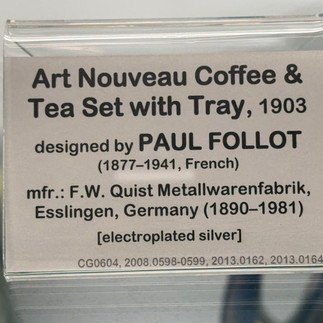 Art Nouveau Coffee &
Tea Set with Tray, 1903
designed by PAUL FOLLOT
(1877–1941, French)
mfr.: F.W. Quist Metallwarenfabrik,
Esslingen, Germany (1890–1981)
[electroplated silver]
CG0604, 2008.0598-0599, 2013.0162, 2013.0164